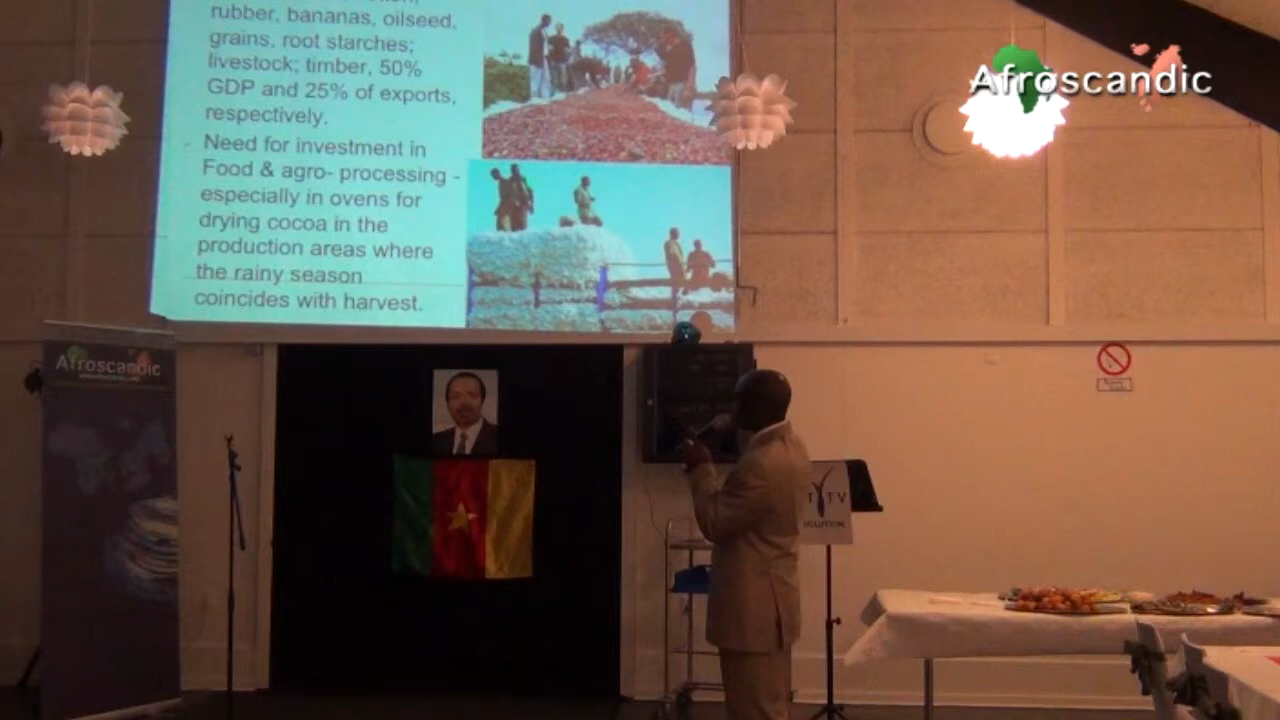 rubber, bananas, oilseed,
grains, root starches;
livestock; timber, 50%
GDP and 25% of exports,
respectively.
- Need for investment in
Food & agro- processing -
especially in ovens for
drying cocoa in the
production areas where
the rainy season
coincides with harvest.
Afroscandic
Afroscandic
T TV
SOLUTION